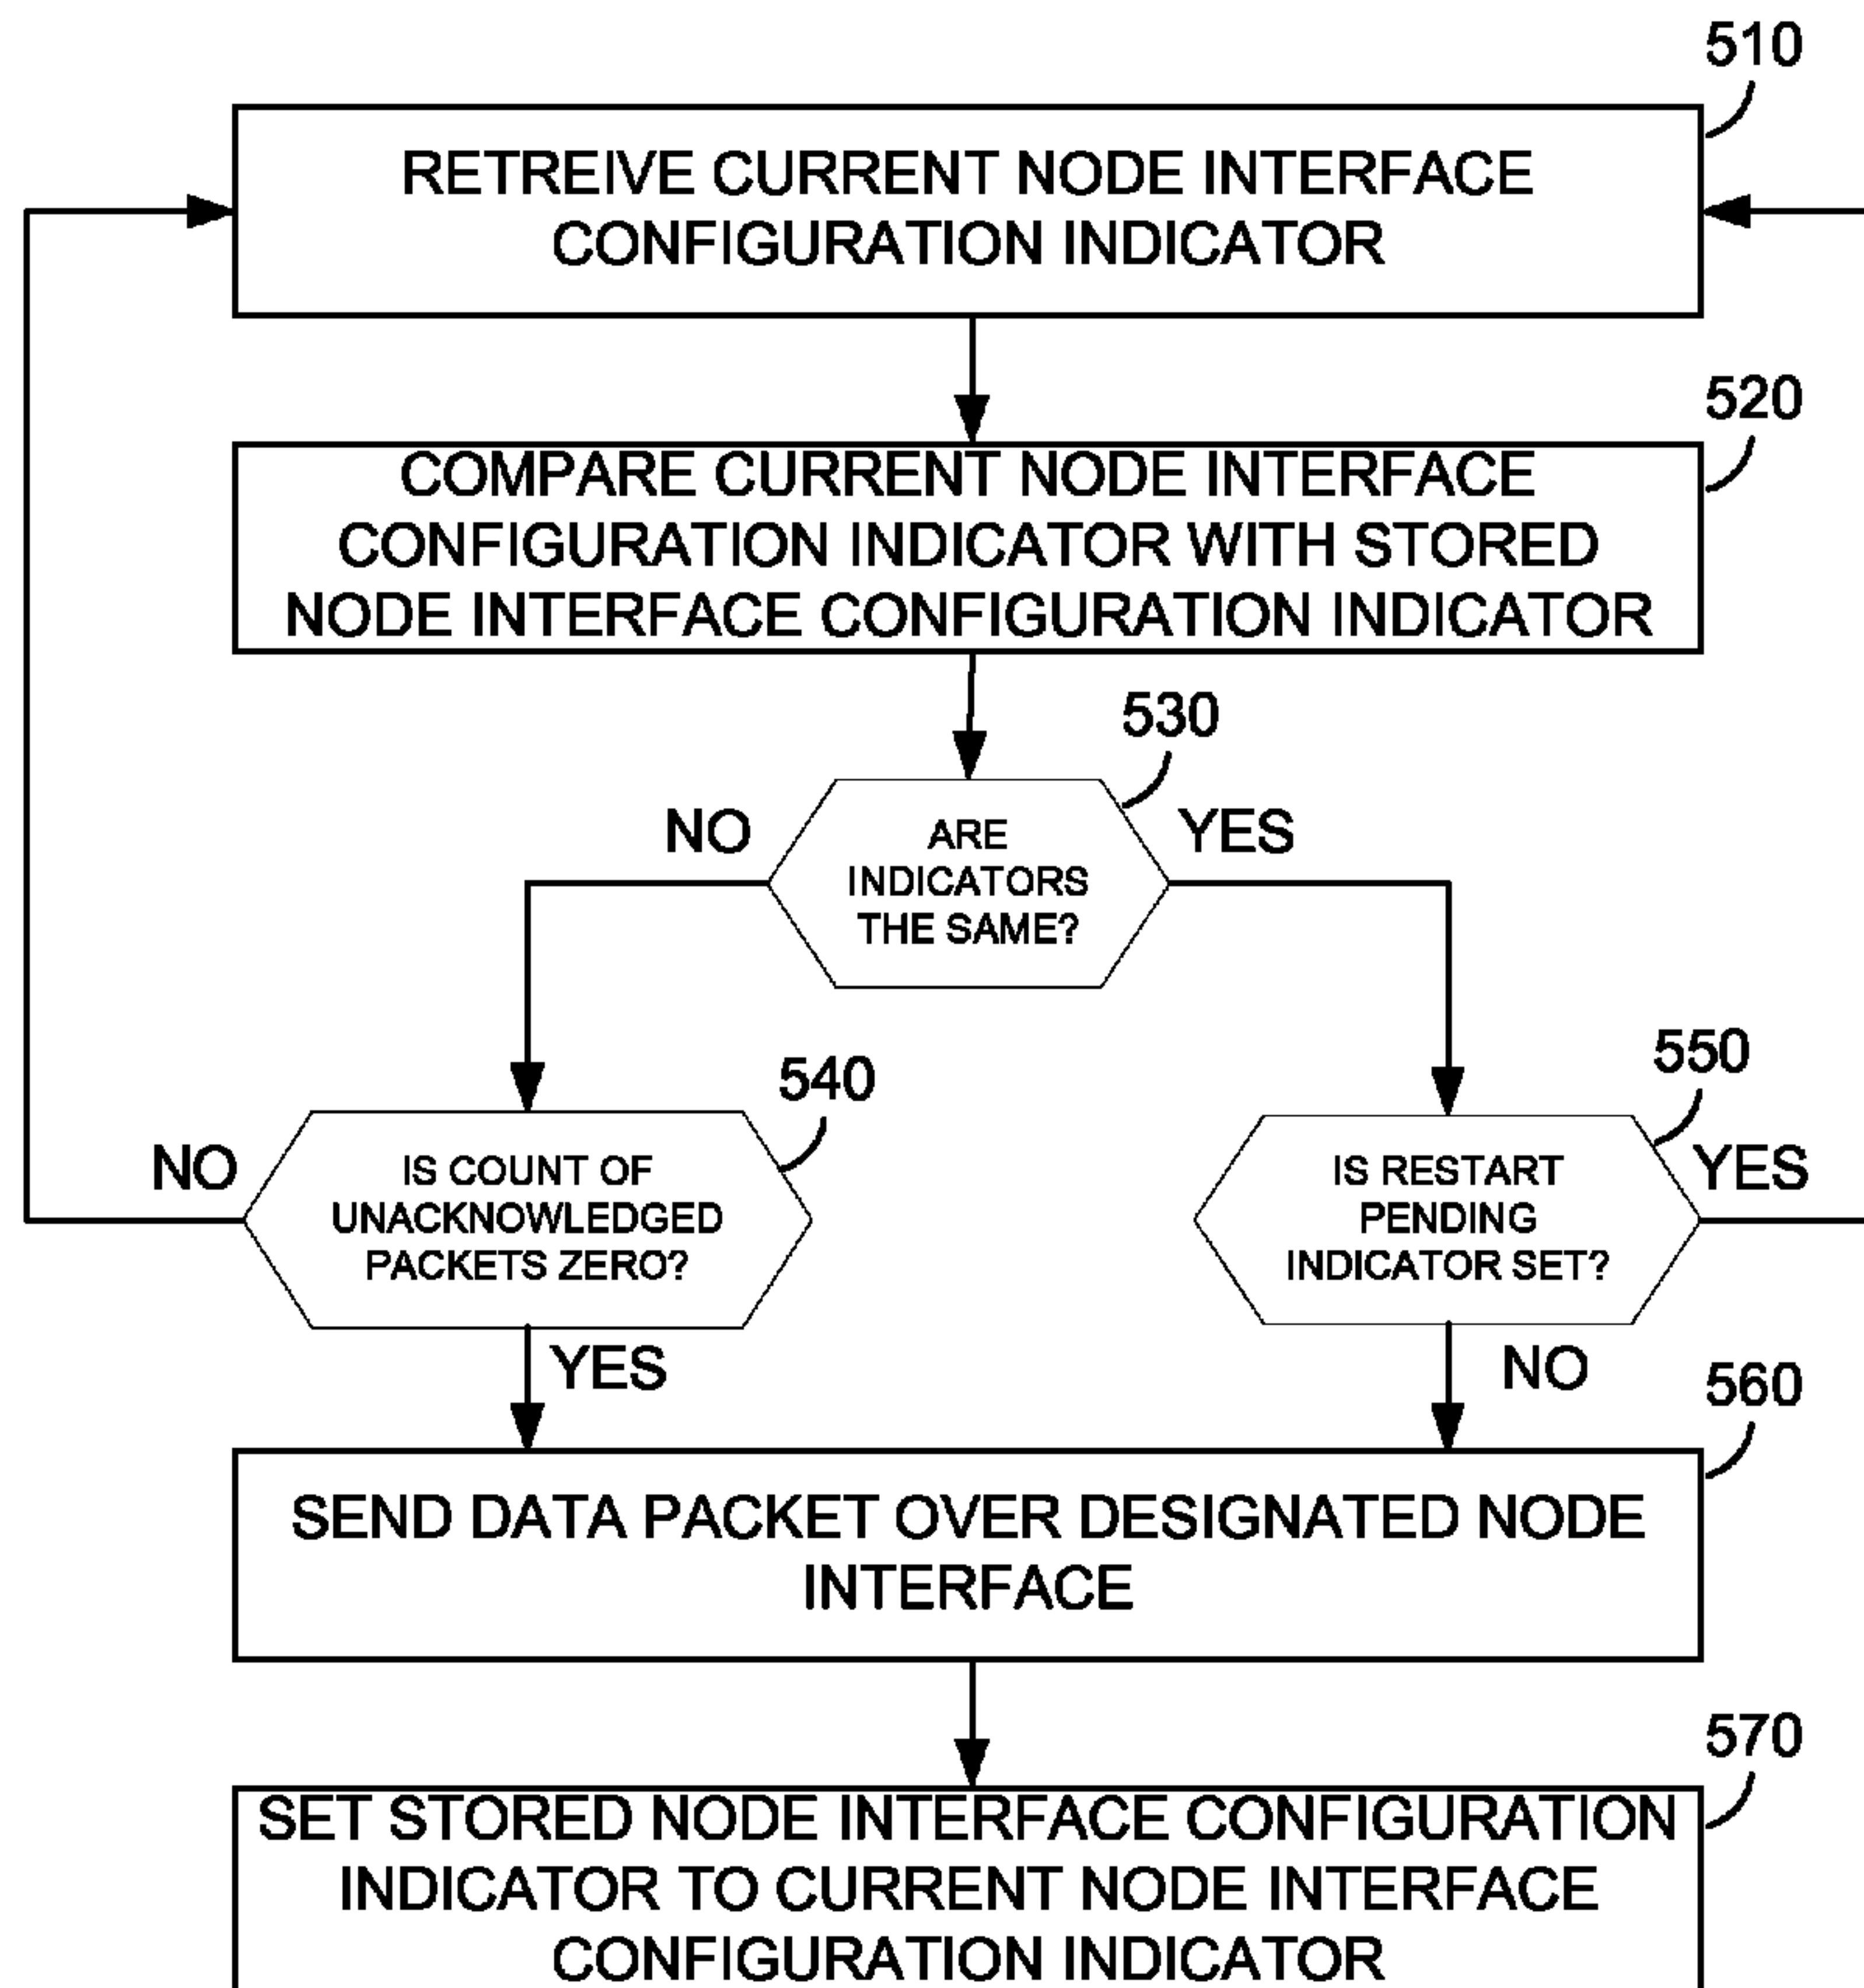 510
RETREIVE CURRENT NODE INTERFACE
CONFIGURATION INDICATOR
520
COMPARE CURRENT NODE INTERFACE
CONFIGURATION INDICATOR WITH STORED
NODE INTERFACE CONFIGURATION INDICATOR
530
NO
YES
ARE
INDICATORS
THE SAME?
540
NO
IS COUNT OF
UNACKNOWLEDGED
PACKETS ZERO?
YES
550
IS RESTART
PENDING
INDICATOR SET?
YES
NO
560
SEND DATA PACKET OVER DESIGNATED NODE
INTERFACE
570
SET STORED NODE INTERFACE CONFIGURATION
INDICATOR TO CURRENT NODE INTERFACE
CONFIGURATION INDICATOR